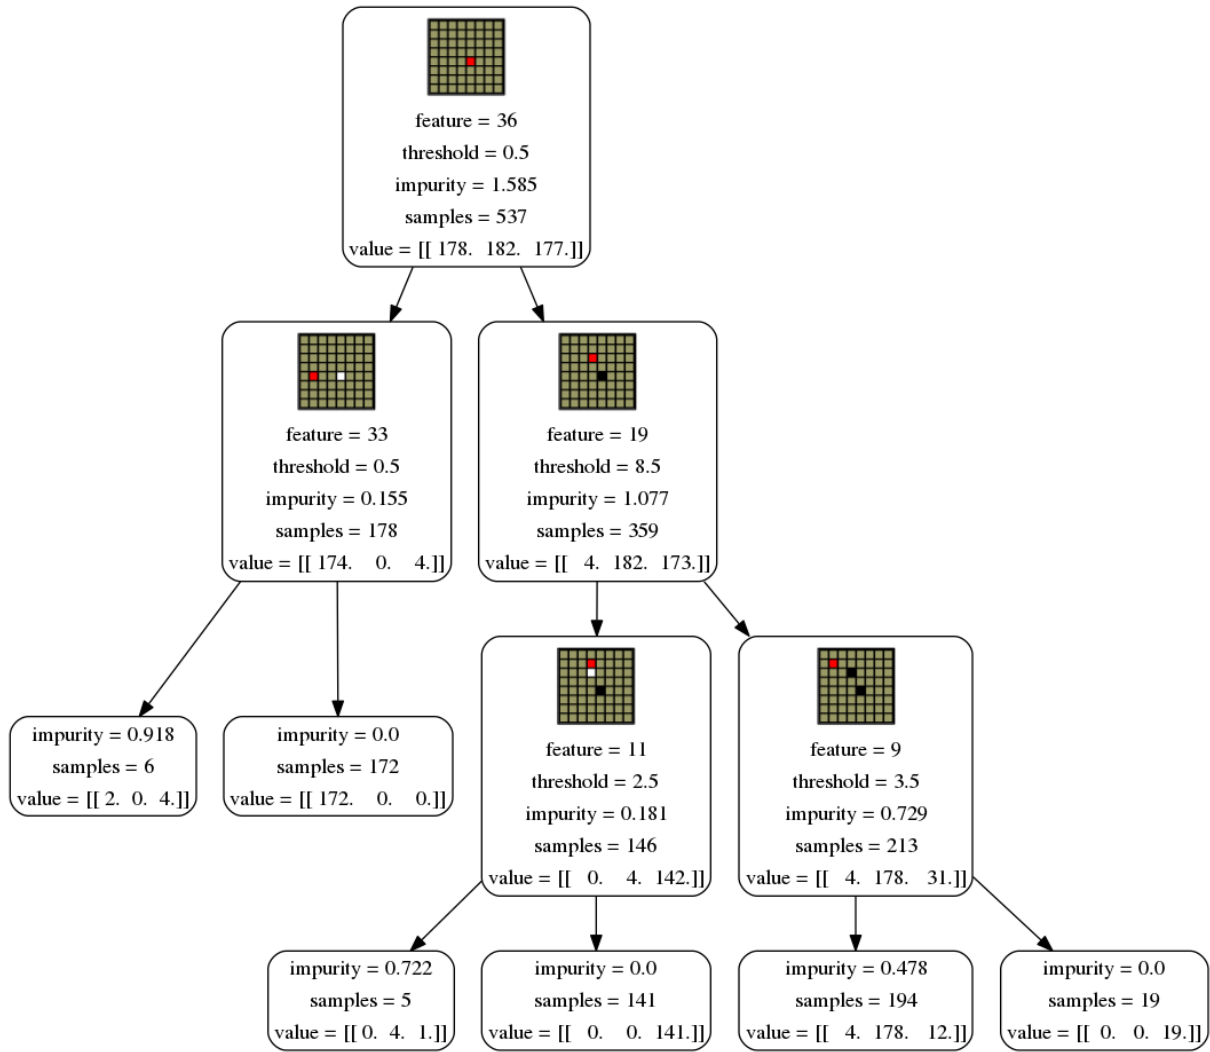 feature = 36
threshold = 0.5
impurity = 1.585
samples = 537
value = [[ 178. 182. 177.]]
feature = 33
threshold = 0.5
impurity = 0.155
samples = 178
value = [[ 174. 0. 4.]]
feature = 19
threshold = 8.5
impurity = 1.077
samples = 359
value = [[ 4. 182. 173.]]
impurity = 0.918
samples = 6
value = [[ 2. 0. 4.]]
impurity = 0.0
samples = 172
value = [[ 172. 0. 0.]]
feature = 11
threshold = 2.5
impurity = 0.181
samples = 146
value = [[ 0. 4. 142.]]
feature = 9
threshold = 3.5
impurity = 0.729
samples = 213
value = [[ 4. 178. 31.]]
impurity = 0.722
samples = 5
value = [[ 0. 4. 1.]]
impurity = 0.0
samples = 141
value = [[ 0. 0. 141.]]
impurity = 0.478
samples = 194
value = [[ 4. 178. 12.]]
impurity = 0.0
samples = 19
value = [[ 0. 0. 19.]]